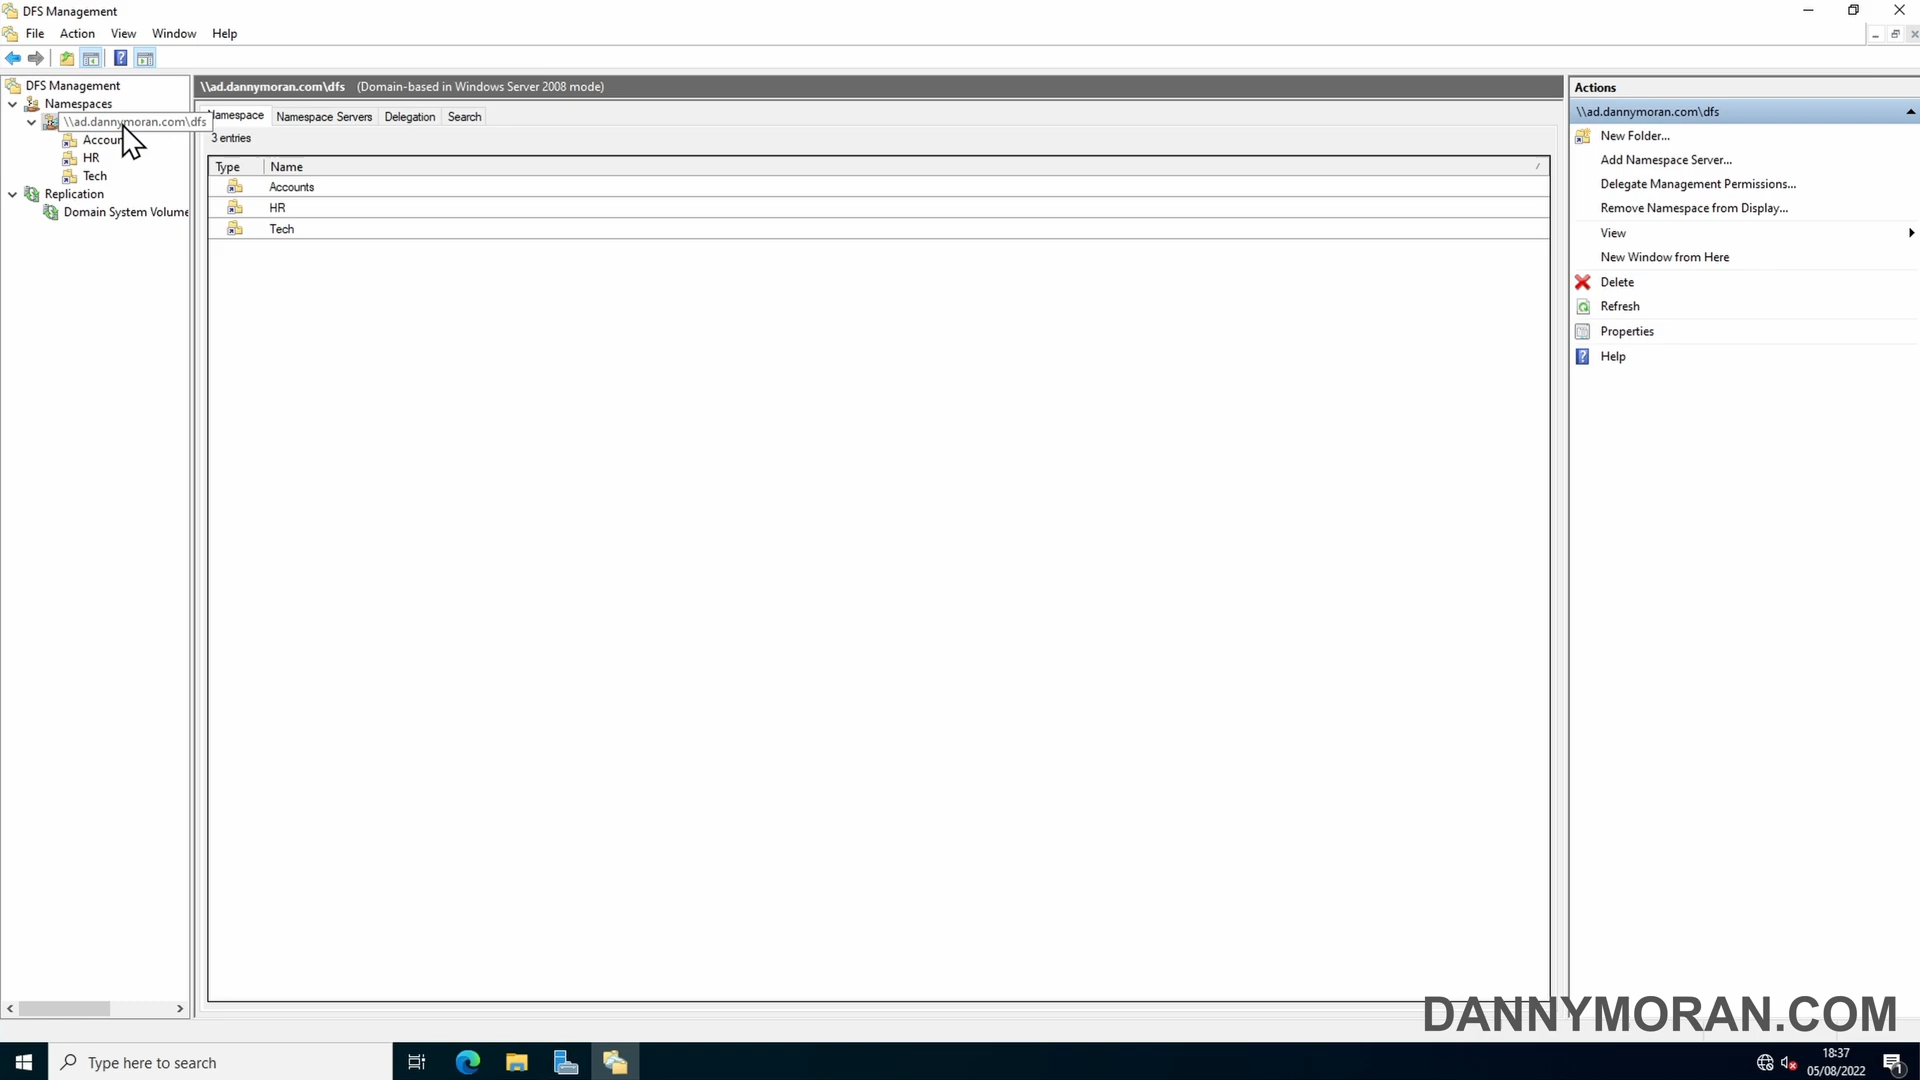 DFS Management
File Action View Window Help
DFS Management
Namespaces
\\ad.dannymoran.com\dfs
Accoun
HR
Tech
Replication
Domain System Volume
\\ad.dannymoran.com\dfs (Domain-based in Windows Server 2008 mode)
Namespace Namespace Servers Delegation Search
3 entries
Type Name
Accounts
HR
Tech
Actions
\\ad.dannymoran.com\dfs
New Folder...
Add Namespace Server...
Delegate Management Permissions...
Remove Namespace from Display...
View
New Window from Here
Delete
Refresh
Properties
Help
DANNYMORAN.COM
Type here to search
18:37
05/08/2022
1